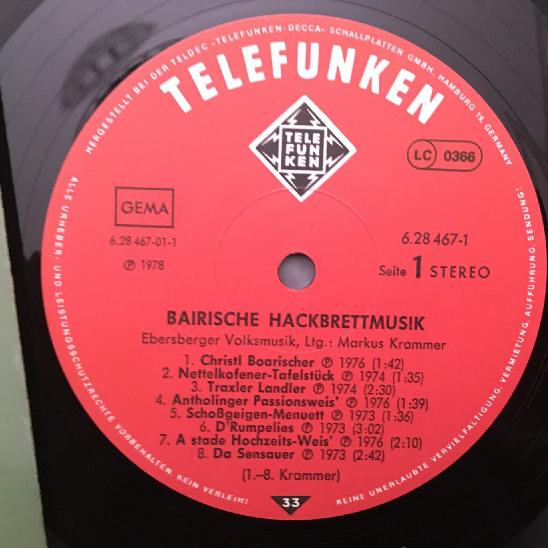 HERGESTELLT BEI DER TELDEC »TELEFUNKEN-DECCA« SCHALLPLATTEN GMBH, HAMBURG 19, GERMANY
TELEFUNKEN
TELE
FUN
KEN
LC 0366
GEMA
6.28 467-01-1
℗ 1978
6.28 467-1
Seite 1 STEREO
BAIRISCHE HACKBRETTMUSIK
Ebersberger Volksmusik, Ltg.: Markus Krammer
1. Christl Boarischer ℗ 1976 (1:42)
2. Nettelkofener-Tafelstück ℗ 1974 (1:35)
3. Traxler Landler ℗ 1974 (2:30)
4. Antholinger Passionsweis' ℗ 1976 (1:39)
5. Schoßgeigen-Menuett ℗ 1973 (1:36)
6. D'Rumpelies ℗ 1973 (3:02)
7. A stade Hochzeits-Weis' ℗ 1976 (2:10)
8. Da Sensauer ℗ 1973 (2:42)
(1.-8. Krammer)
33
ALLE URHEBER- UND LEISTUNGSSCHUTZRECHTE VORBEHALTEN. KEIN VERLEIH!
KEINE UNERLAUBTE VERVIELFÄLTIGUNG, VERMIETUNG, AUFFÜHRUNG, SENDUNG!